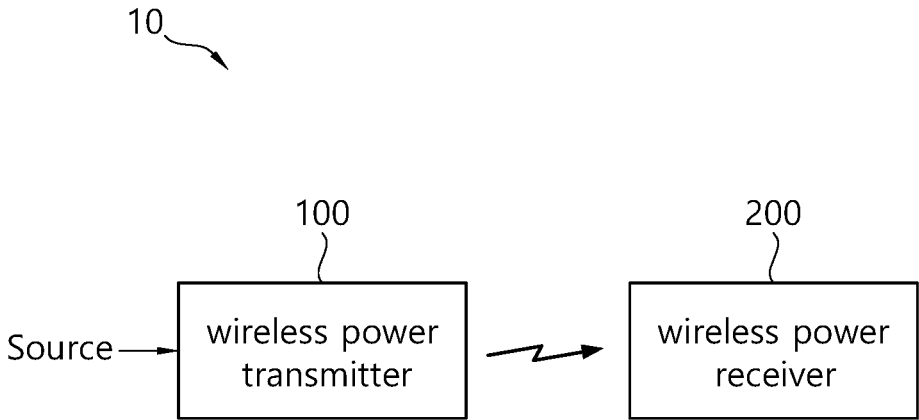 10
100
200
Source
wireless power
transmitter
wireless power
receiver